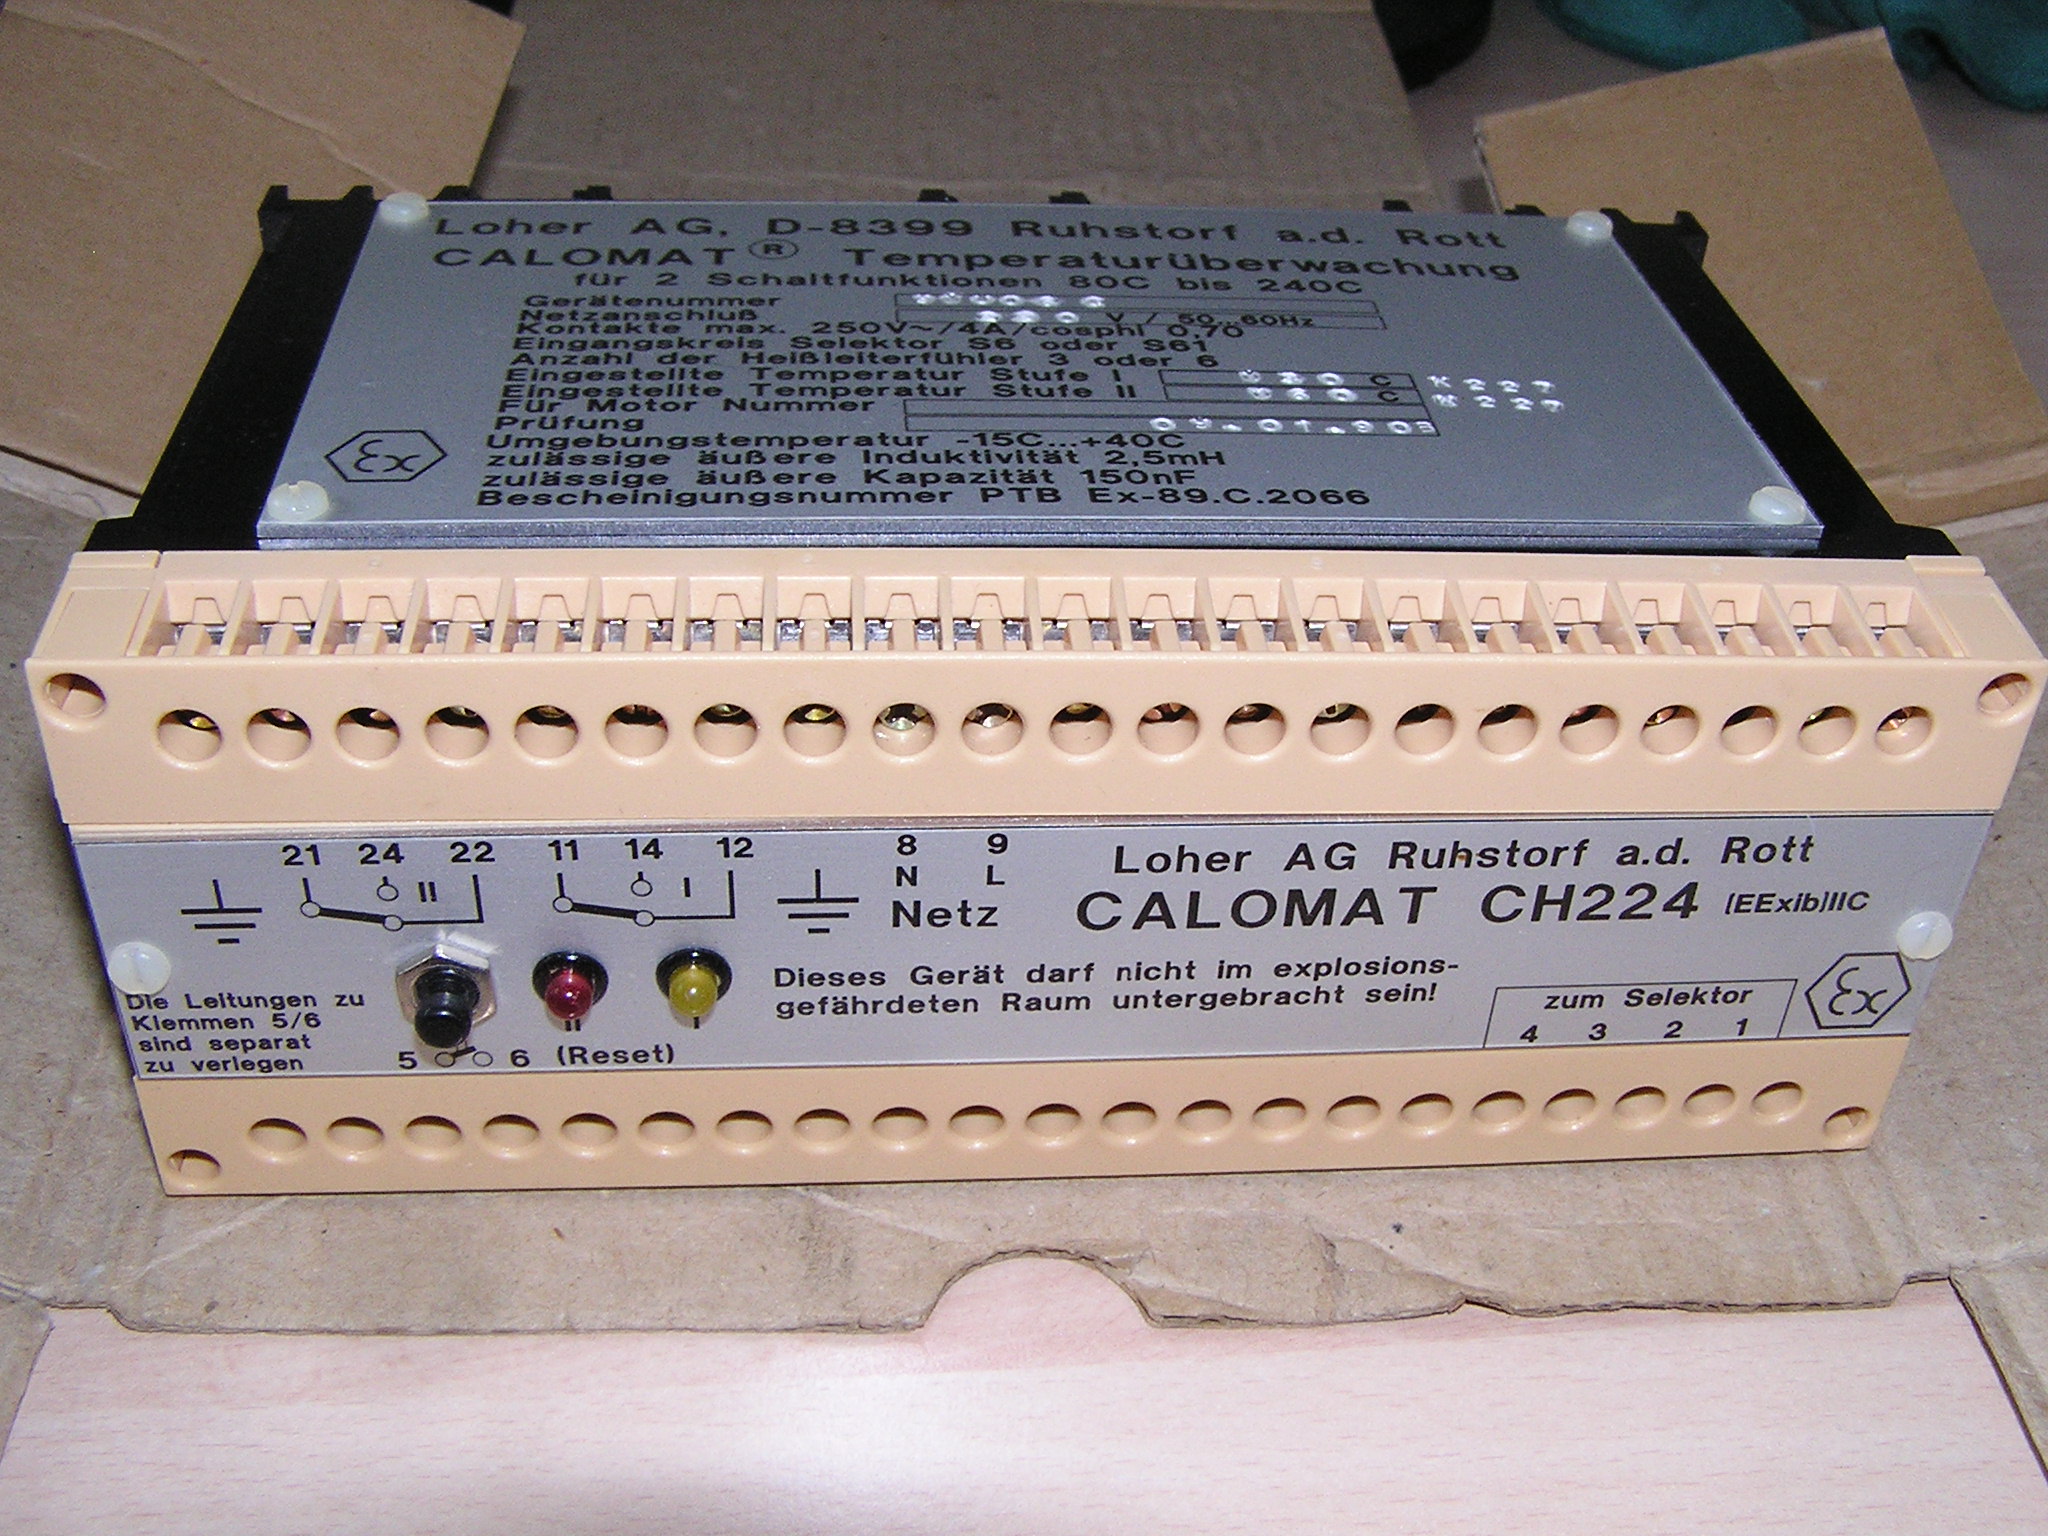 Loher AG, D-8399 Ruhstorf a.d. Rott
CALOMAT® Temperaturüberwachung
für 2 Schaltfunktionen 80C bis 240C
Gerätenummer
Netzanschluß V / 50...60Hz
Kontakte max. 250V~/4A/cosphi 0,70
Eingangskreis Selektor S6 oder S61
Anzahl der Heißleiterfühler 3 oder 6
Eingestellte Temperatur Stufe I C K227
Eingestellte Temperatur Stufe II C K227
Für Motor Nummer
Prüfung
Umgebungstemperatur -15C...+40C
zulässige äußere Induktivität 2,5mH
zulässige äußere Kapazität 150nF
Bescheinigungsnummer PTB Ex-89.C.2066
Ex
21 24 22 11 14 12 8 9
II I N L
Netz
Loher AG Ruhstorf a.d. Rott
CALOMAT CH224 [EExib]IIC
Die Leitungen zu
Klemmen 5/6
sind separat
zu verlegen
II I
5 6 (Reset)
Dieses Gerät darf nicht im explosions-
gefährdeten Raum untergebracht sein!
zum Selektor
4 3 2 1
Ex